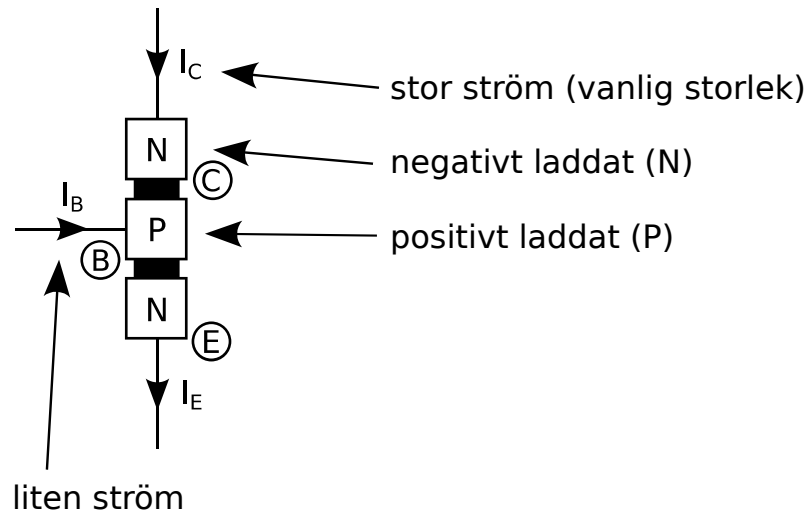 I_C
stor ström (vanlig storlek)
N
negativt laddat (N)
C
I_B
P
positivt laddat (P)
B
N
E
I_E
liten ström